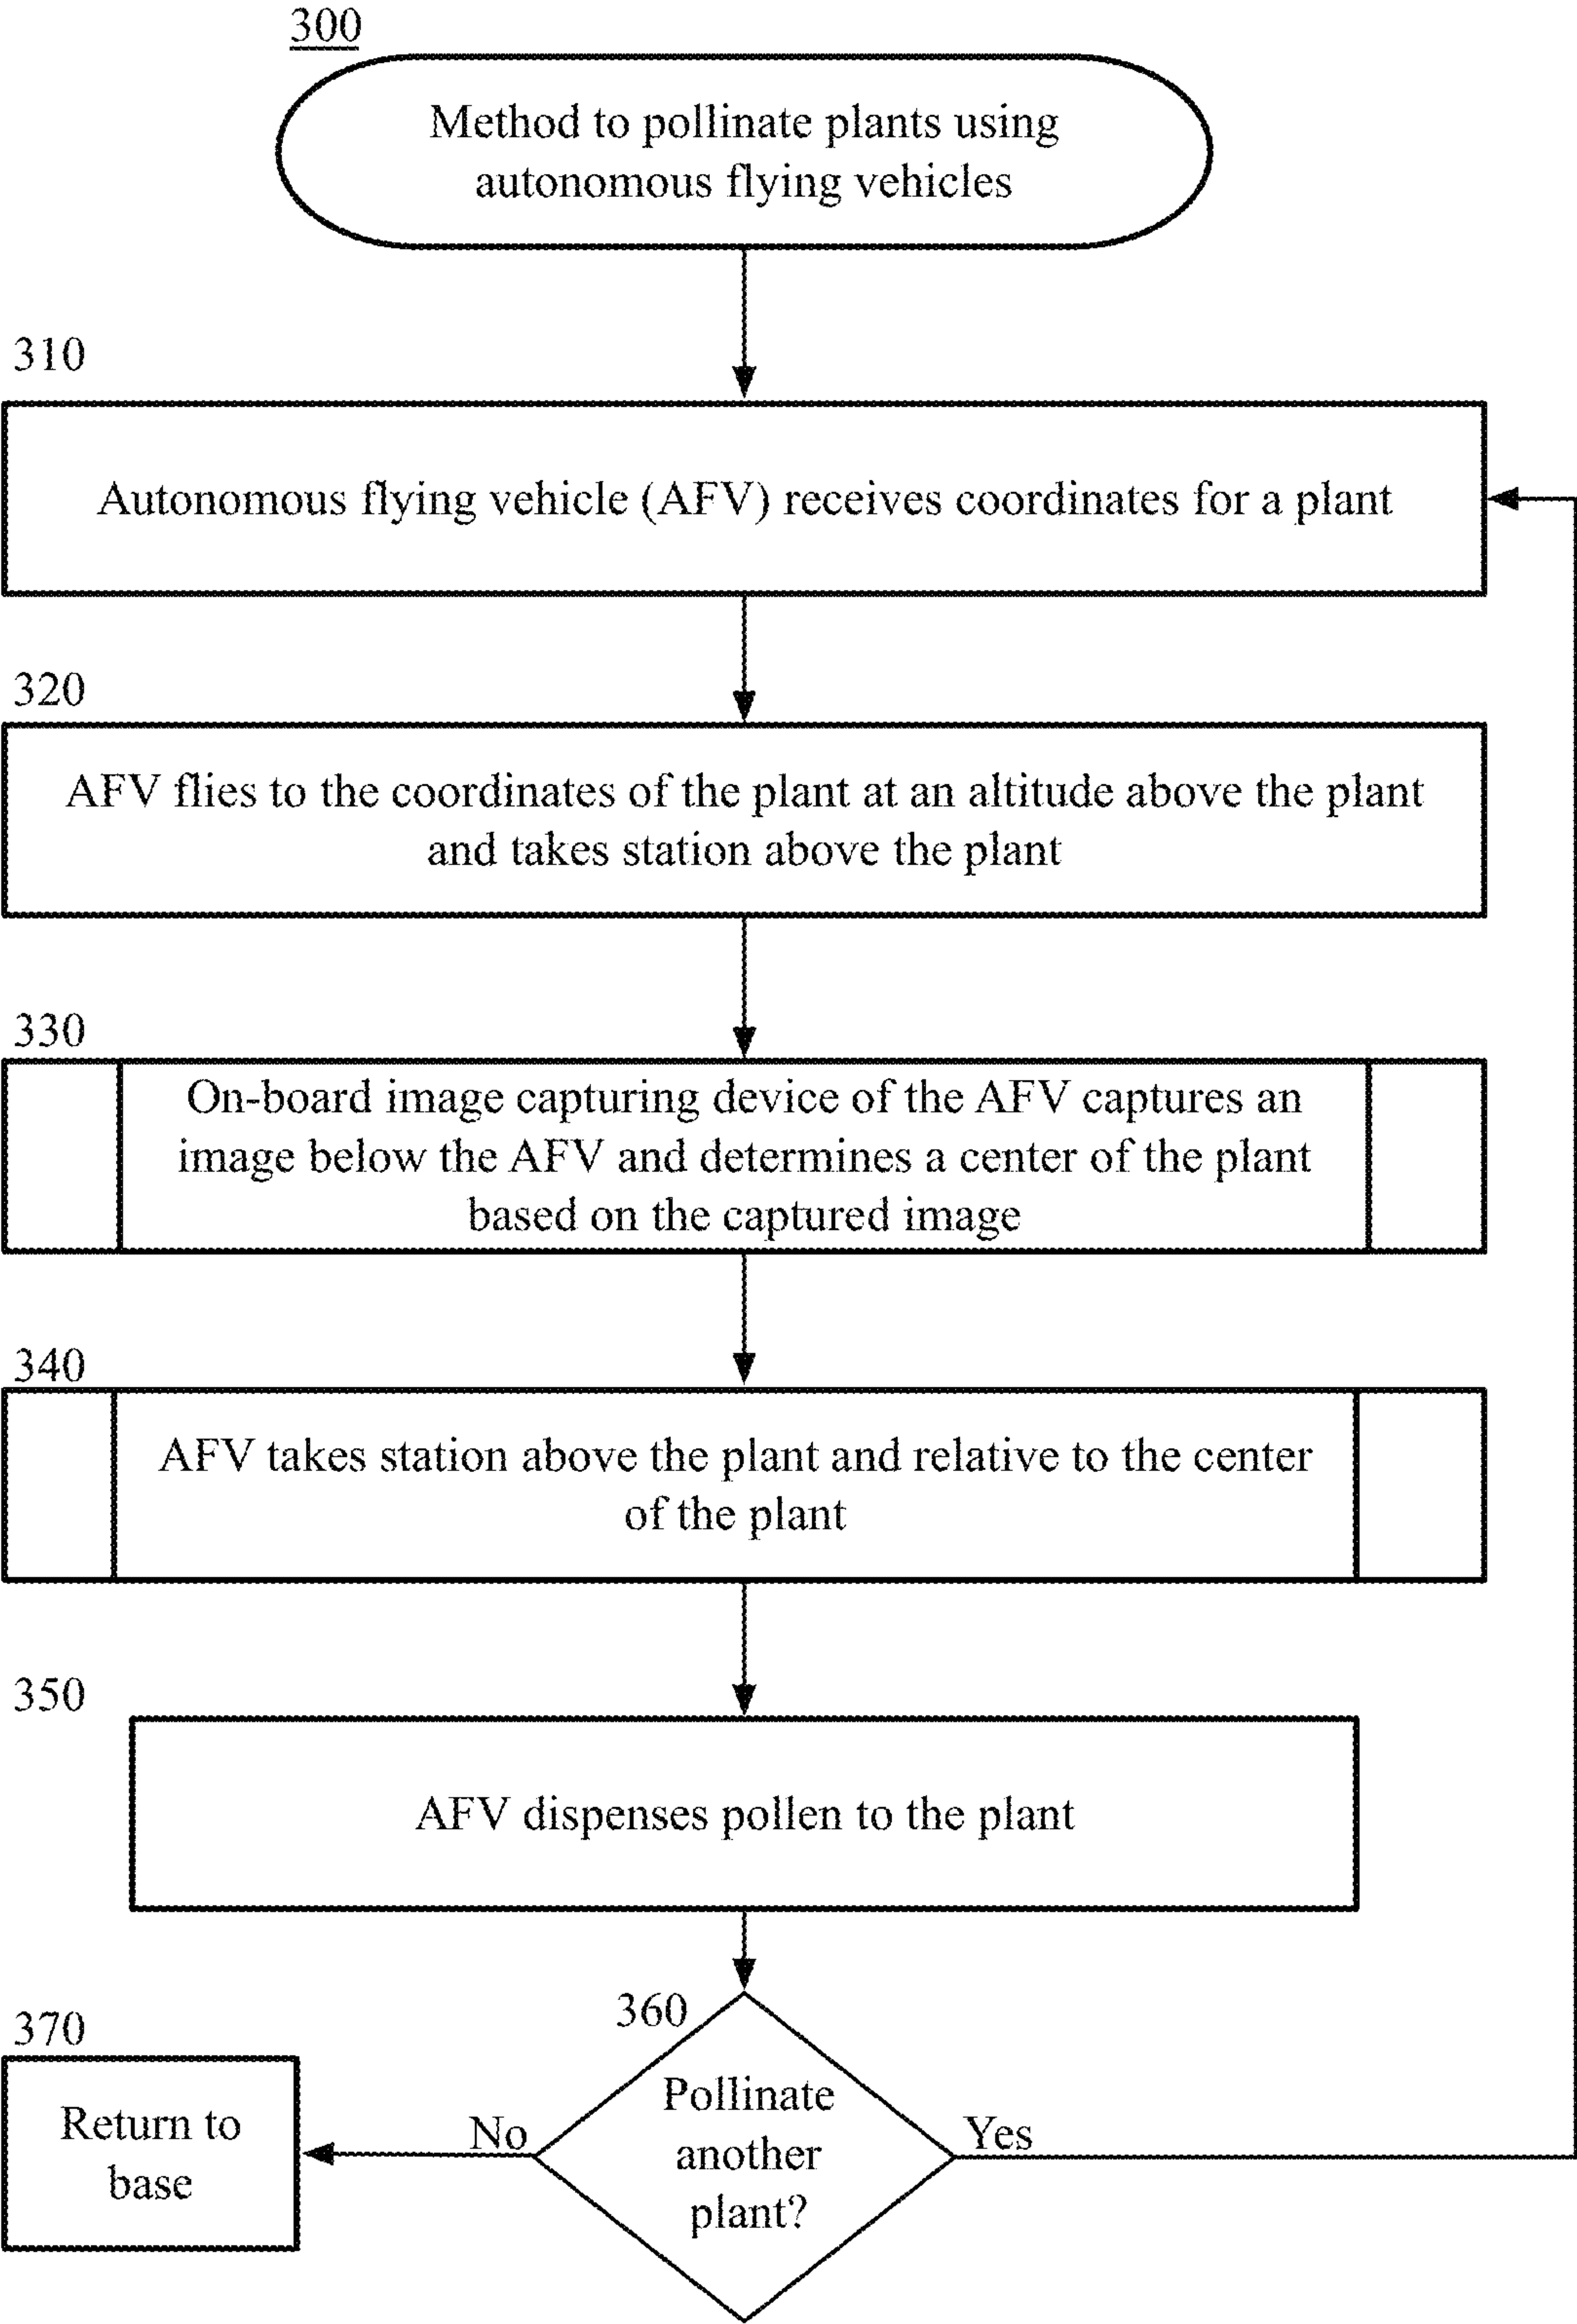 300
Method to pollinate plants using
autonomous flying vehicles
310
Autonomous flying vehicle (AFV) receives coordinates for a plant
320
AFV flies to the coordinates of the plant at an altitude above the plant
and takes station above the plant
330
On-board image capturing device of the AFV captures an
image below the AFV and determines a center of the plant
based on the captured image
340
AFV takes station above the plant and relative to the center
of the plant
350
AFV dispenses pollen to the plant
360
Pollinate
another
plant?
No
Yes
370
Return to
base